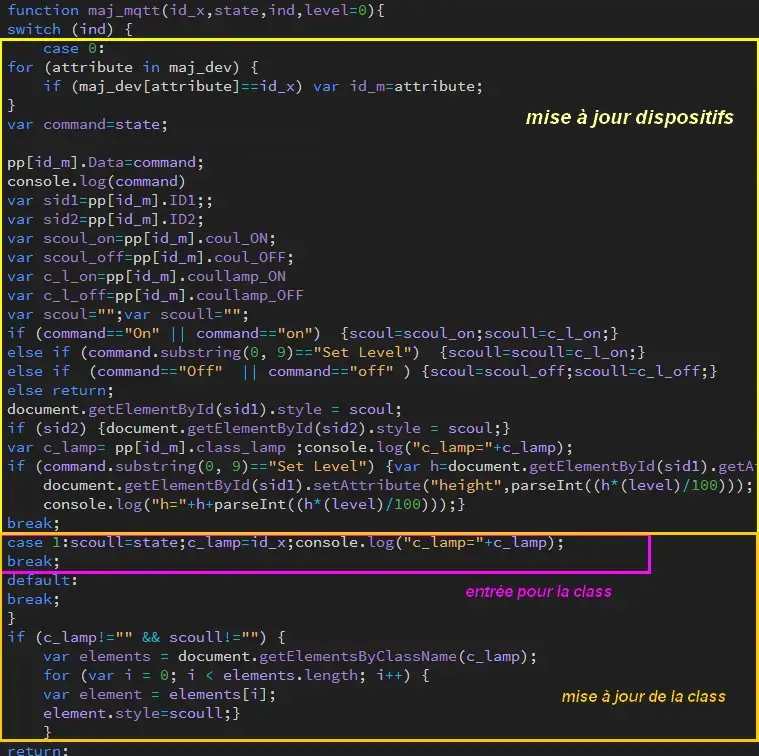 function maj_mqtt(id_x,state,ind,level=0){
switch (ind) {
case 0:
for (attribute in maj_dev) {
if (maj_dev[attribute]==id_x) var id_m=attribute;
}
mise à jour dispositifs
var command=state;
pp[id_m].Data=command;
console.log(command)
var sid1=pp[id_m].ID1;;
var sid2=pp[id_m].ID2;
var scoul_on=pp[id_m].coul_ON;
var scoul_off=pp[id_m].coul_OFF;
var c_l_on=pp[id_m].coullamp_ON
var c_l_off=pp[id_m].coullamp_OFF
var scoul="";var scoull="";
if (command=="On" || command=="on")  {scoul=scoul_on;scoull=c_l_on;}
else if (command.substring(0, 9)=="Set Level")  {scoull=scoull=c_l_on;}
else if  (command=="Off"  || command=="off" ) {scoul=scoul_off;scoull=c_l_off;}
else return;
document.getElementById(sid1).style = scoul;
if (sid2) {document.getElementById(sid2).style = scoul;}
var c_lamp= pp[id_m].class_lamp ;console.log("c_lamp="+c_lamp);
if (command.substring(0, 9)=="Set Level") {var h=document.getElementById(sid1).getA
document.getElementById(sid1).setAttribute("height",parseInt((h*(level)/100)));
console.log("h="+h+parseInt((h*(level)/100)));}
break;
case 1:scoull=state;c_lamp=id_x;console.log("c_lamp="+c_lamp);
break;
default:
entrée pour la class
break;
}
if (c_lamp!="" && scoull!="") {
var elements = document.getElementsByClassName(c_lamp);
for (var i = 0; i < elements.length; i++) {
var element = elements[i];
mise à jour de la class
element.style=scoull;}
}
return;